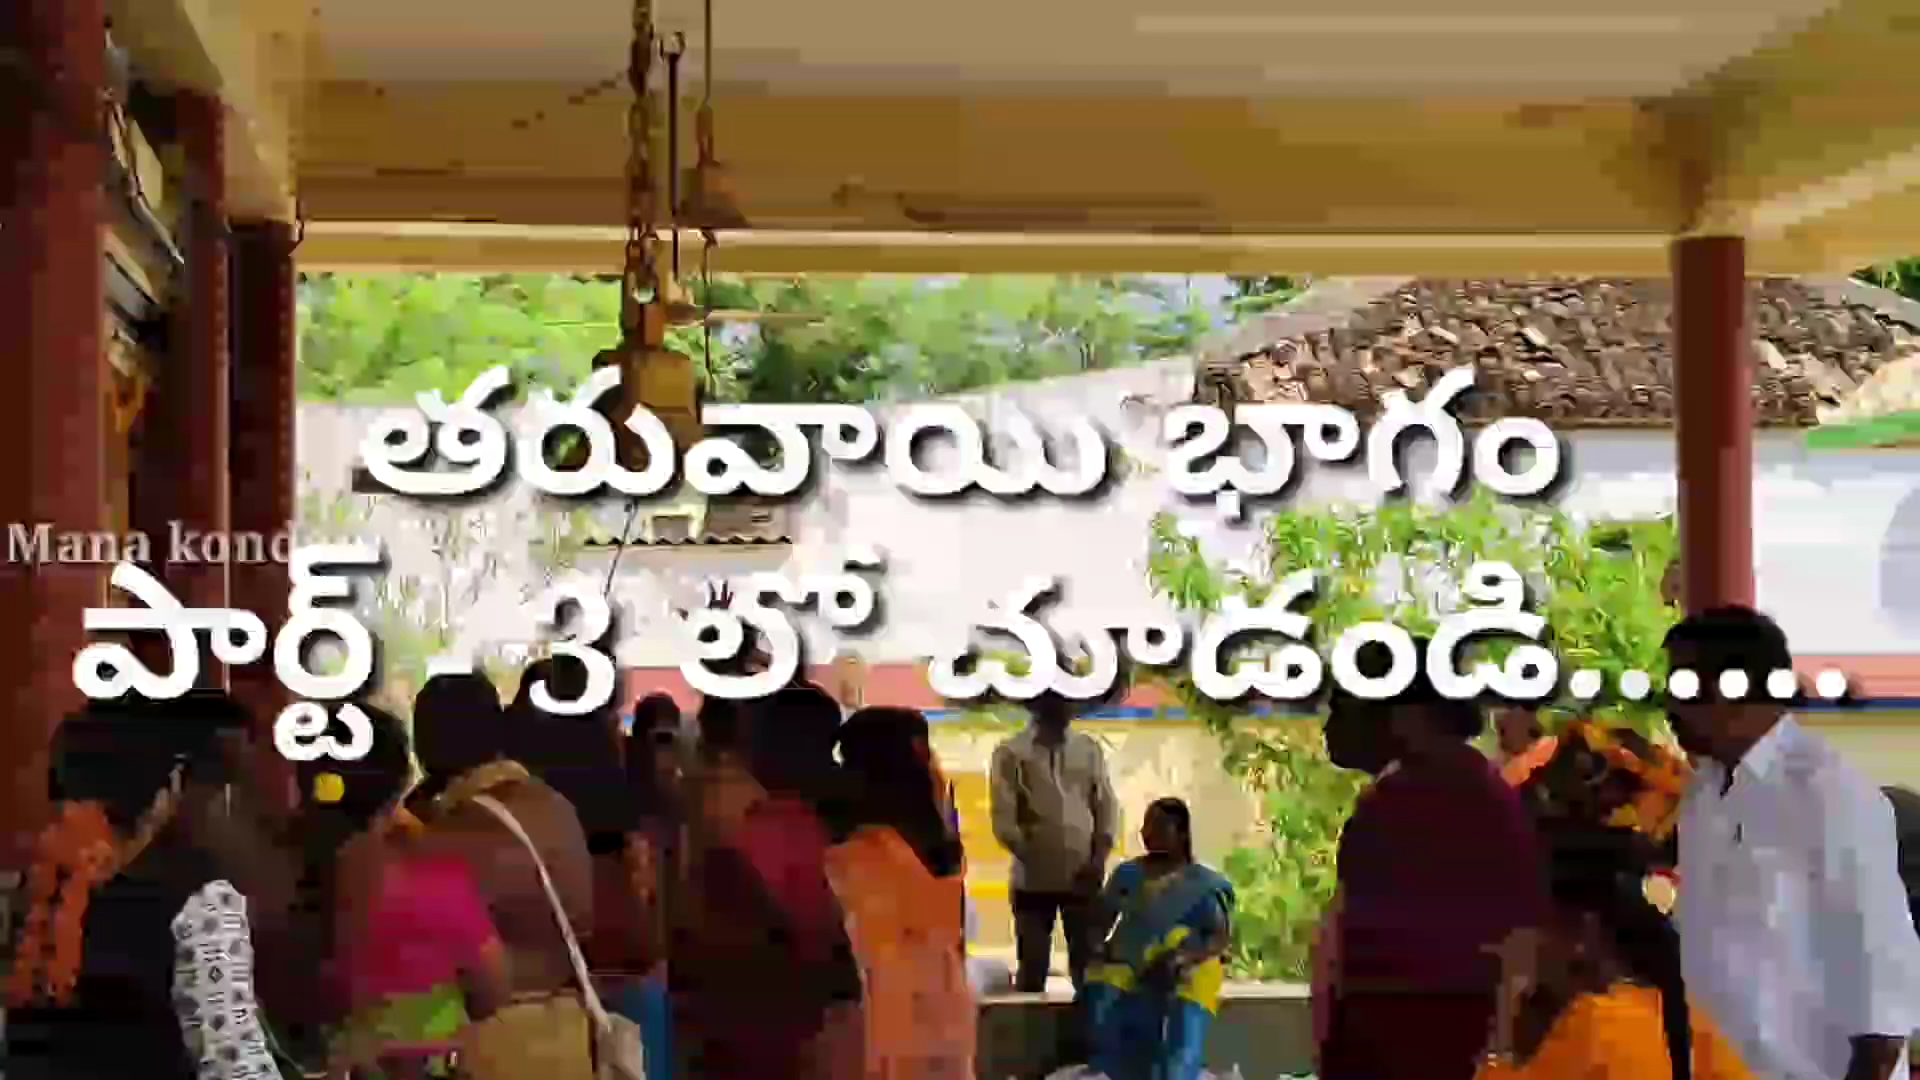 తరువాయి భాగం
Mana kond
పార్ట్ - 3 లో చూడండి......